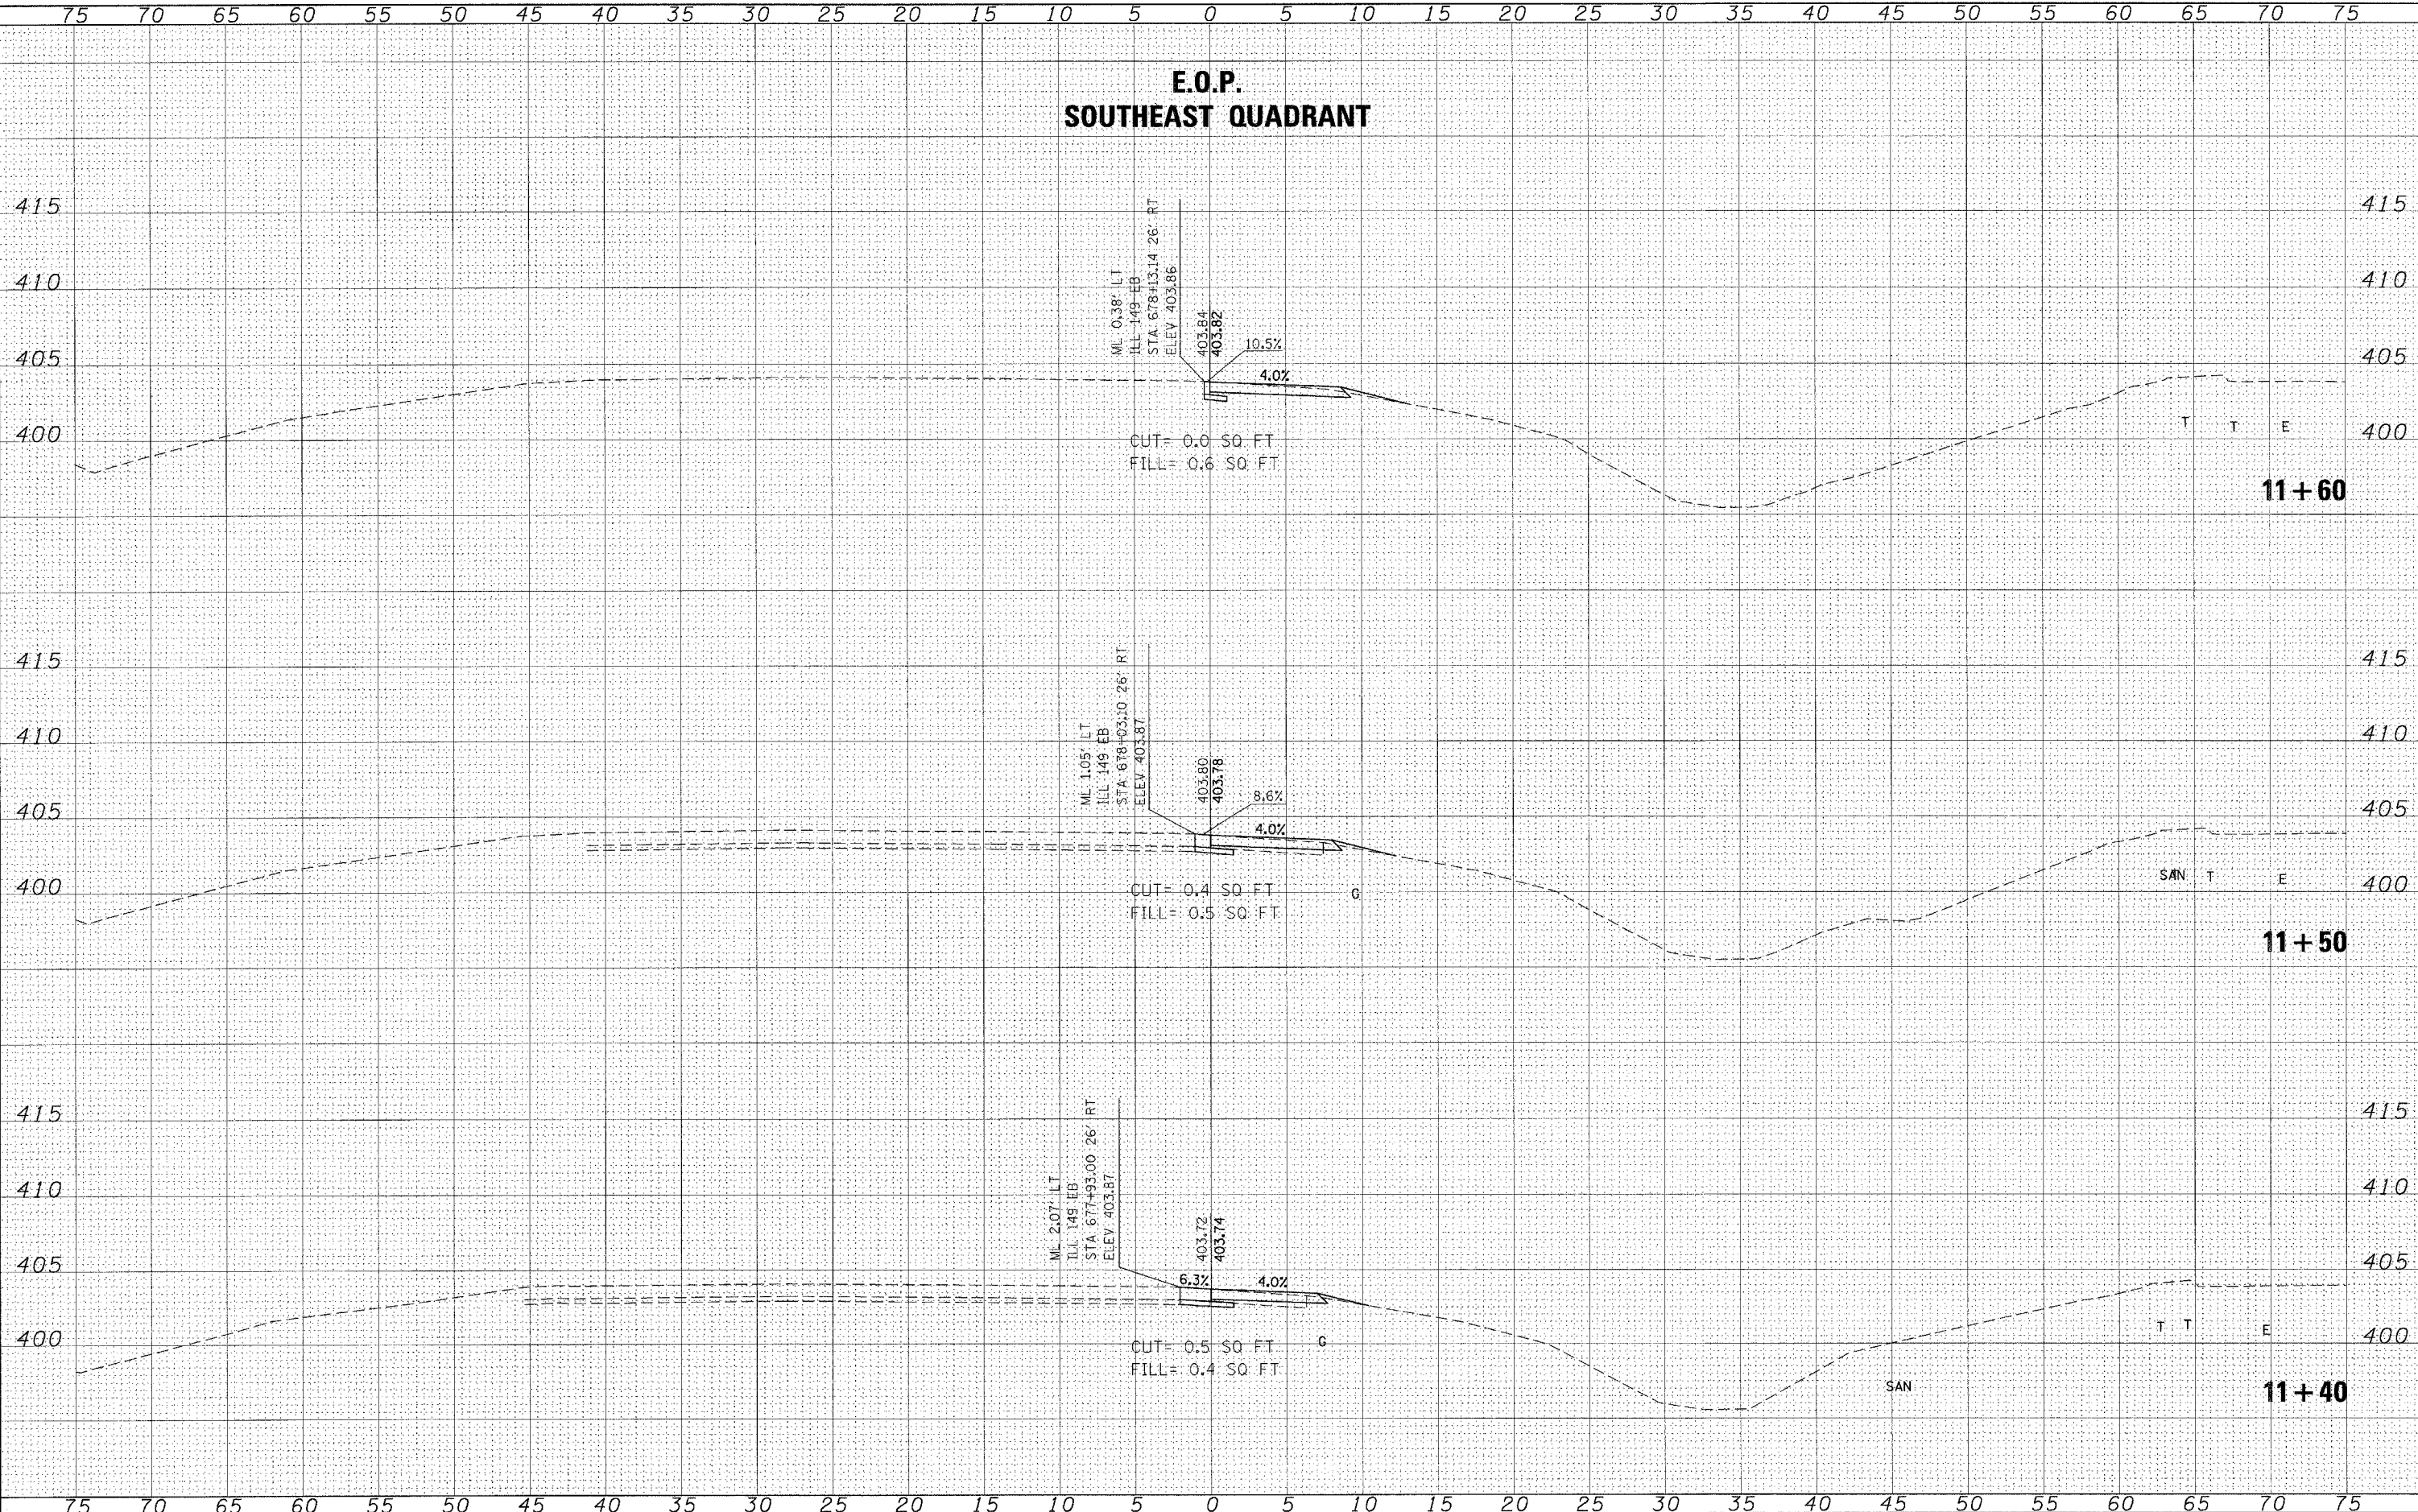 75 70 65 60 55 50 45 40 35 30 25 20 15 10 5 0 5 10 15 20 25 30 35 40 45 50 55 60 65 70 75
E.O.P.
SOUTHEAST QUADRANT
415 415
410 410
405 405
400 400
ML 0.38' LT
ILL 149 EB
STA 678+13.14 26' RT
ELEV 403.86
403.84
403.82
10.5%
4.0%
CUT= 0.0 SQ FT
FILL= 0.6 SQ FT
T T E
11+60
415 415
410 410
405 405
400 400
ML 1.05' LT
ILL 149 EB
STA 678+03.10 26' RT
ELEV 403.87
403.80
403.78
8.6%
4.0%
CUT= 0.4 SQ FT
FILL= 0.5 SQ FT
G
SAN T E
11+50
415 415
410 410
405 405
400 400
ML 2.07' LT
ILL 149 EB
STA 677+93.00 26' RT
ELEV 403.87
403.72
403.74
6.3%
4.0%
CUT= 0.5 SQ FT
FILL= 0.4 SQ FT
G
T T E
SAN
11+40
75 70 65 60 55 50 45 40 35 30 25 20 15 10 5 0 5 10 15 20 25 30 35 40 45 50 55 60 65 70 75